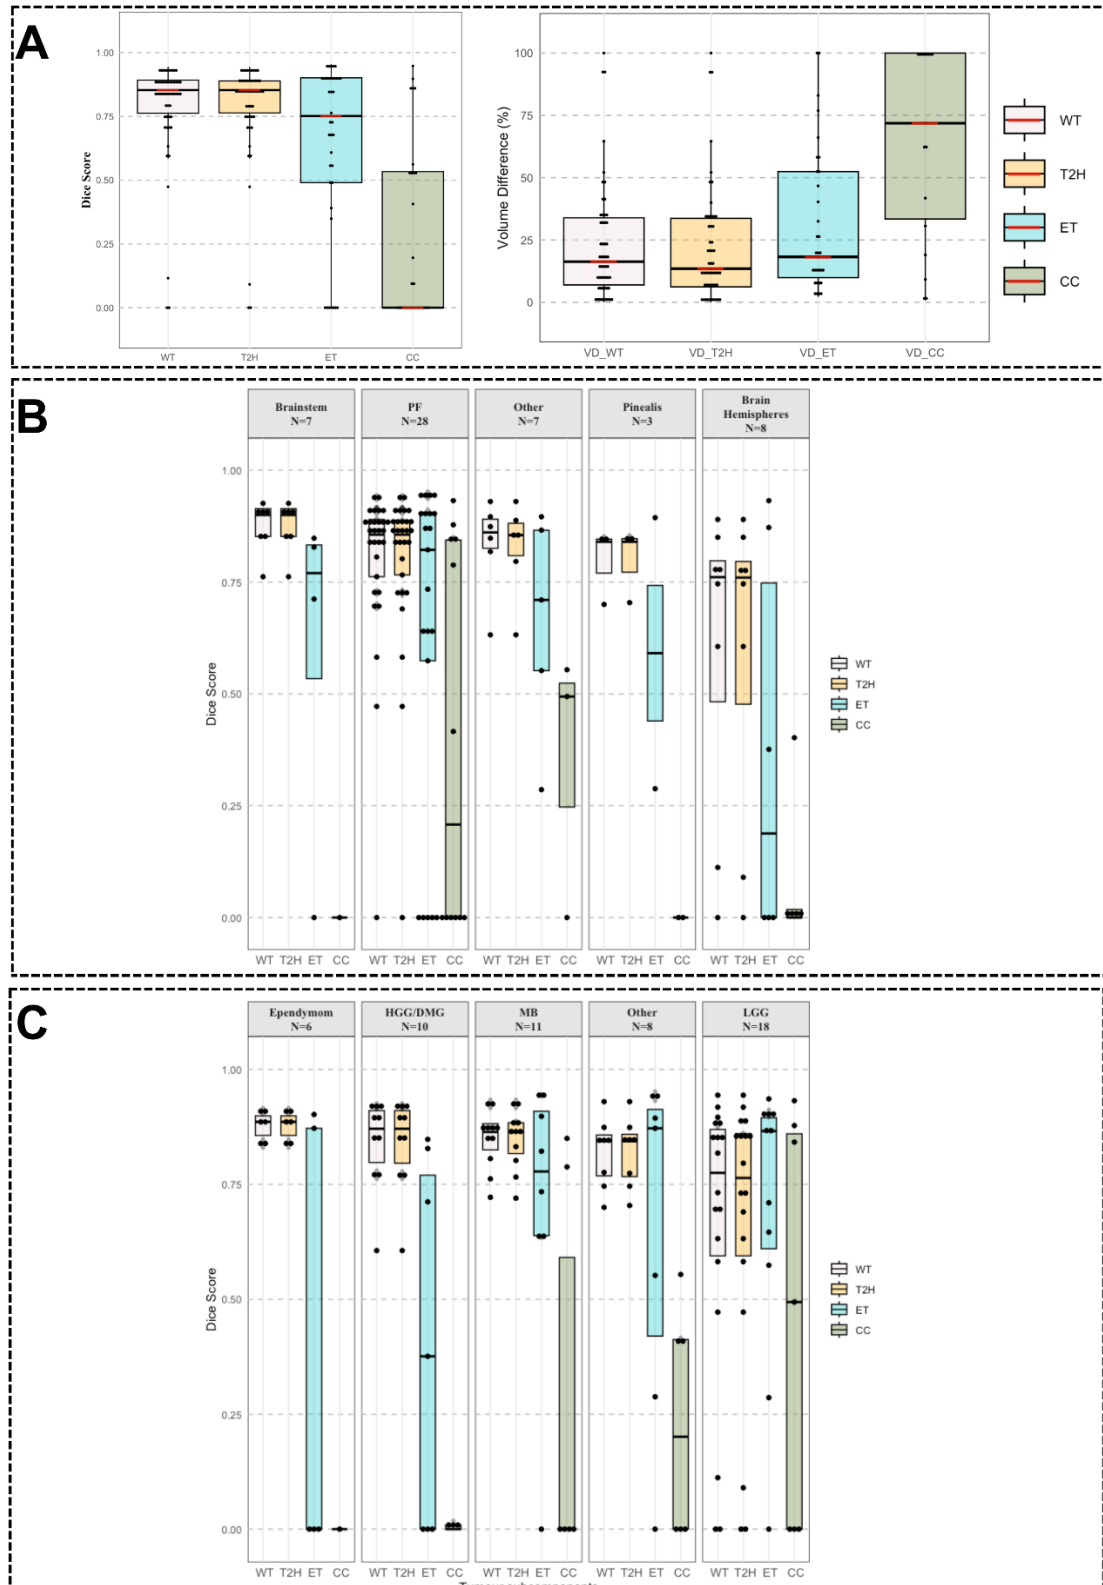 A
Dice Score
1.00
0.75
0.50
0.25
0.00
WT T2H ET CC
Volume Difference (%)
100
75
50
25
0
VD_WT VD_T2H VD_ET VD_CC
WT
T2H
ET
CC
B
Brainstem
N=7
PF
N=28
Other
N=7
Pinealis
N=3
Brain
Hemispheres
N=8
Dice Score
1.00
0.75
0.50
0.25
0.00
WT T2H ET CC WT T2H ET CC WT T2H ET CC WT T2H ET CC WT T2H ET CC
WT
T2H
ET
CC
C
Ependymom
N=6
HGG/DMG
N=10
MB
N=11
Other
N=8
LGG
N=18
Dice Score
1.00
0.75
0.50
0.25
0.00
WT T2H ET CC WT T2H ET CC WT T2H ET CC WT T2H ET CC WT T2H ET CC
WT
T2H
ET
CC